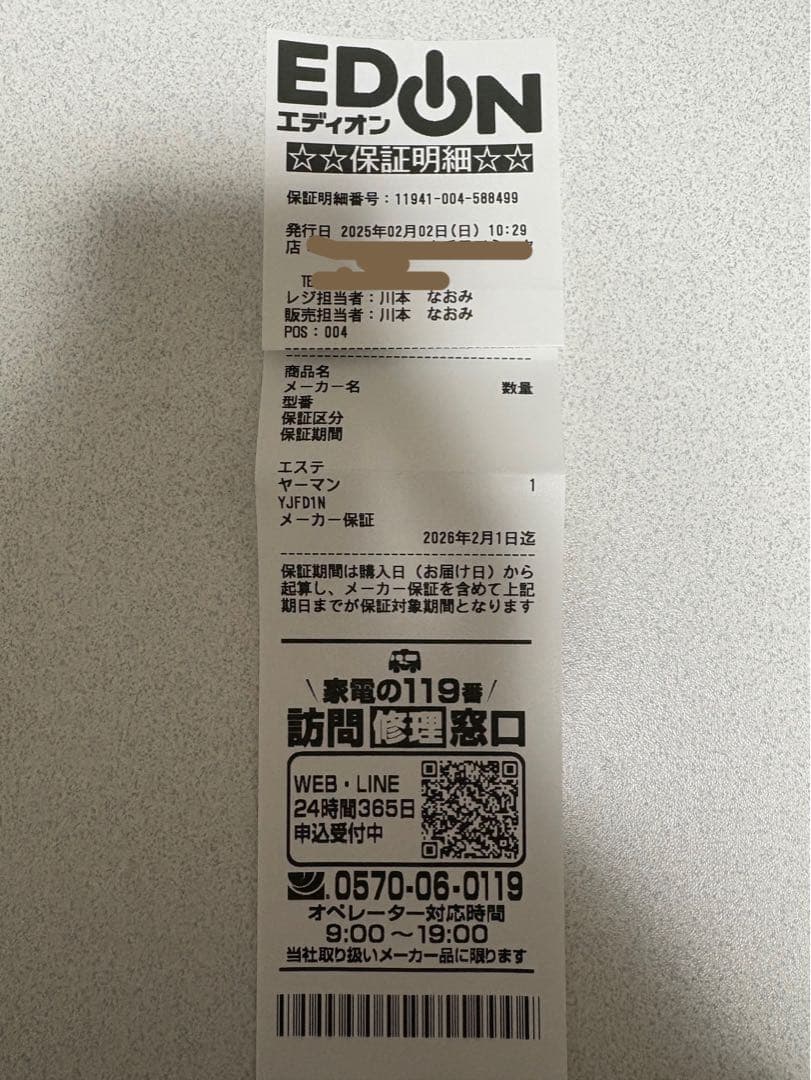 EDION
エディオン
☆☆保証明細☆☆
保証明細番号：11941-004-588499
発行日 2025年02月02日(日) 10:29
店
TE
レジ担当者：川本 なおみ
販売担当者：川本 なおみ
POS：004
商品名
メーカー名 数量
型番
保証区分
保証期間
エステ
ヤーマン 1
YJFD1N
メーカー保証
2026年2月1日迄
保証期間は購入日（お届け日）から
起算し、メーカー保証を含めて上記
期日までが保証対象期間となります
\家電の119番/
訪問修理窓口
WEB・LINE
24時間365日
申込受付中
0570-06-0119
オペレーター対応時間
9:00～19:00
当社取り扱いメーカー品に限ります